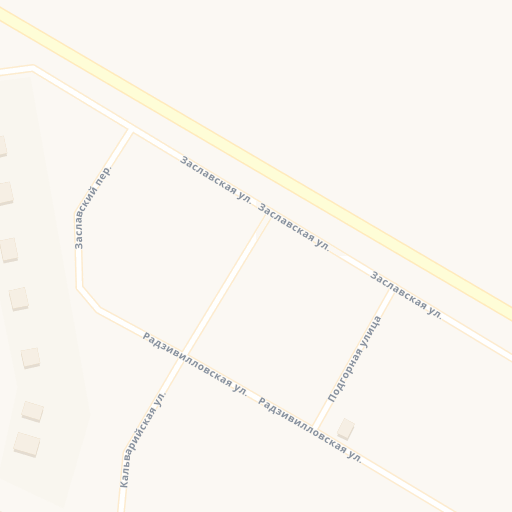 Заславская ул.
Заславский пер.
Заславская ул.
Заславская ул.
Подгорная улица
Радзивилловская ул.
Кальварийская ул.
Радзивилловская ул.